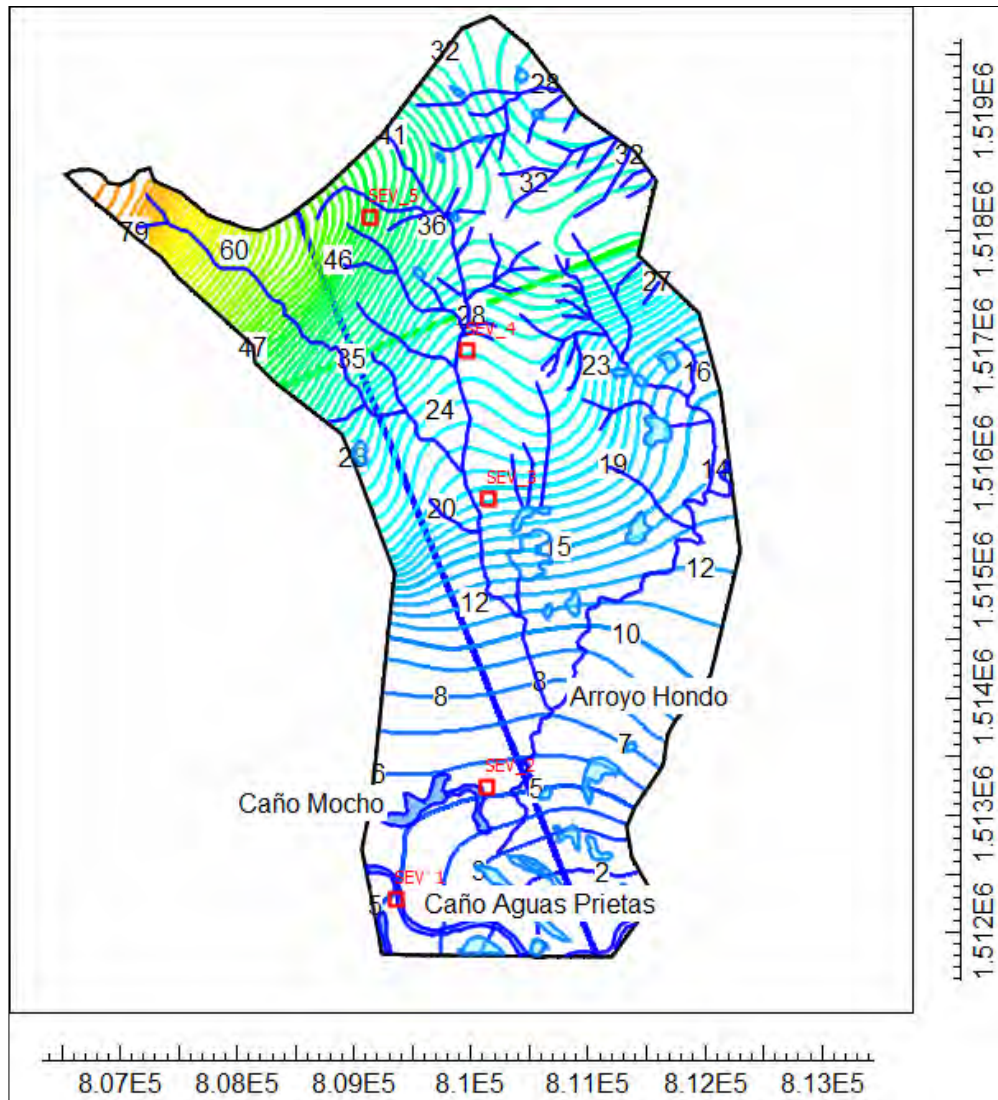 32
28
1.519E6
41
32
32
SEV_5
79
60
36
1.518E6
46
27
28
SEV_4
47
35
23
16
1.517E6
24
23
19
14
1.516E6
SEV_3
20
15
12
1.515E6
12
10
8
8
Arroyo Hondo
1.514E6
7
6
SEV_2
5
Caño Mocho
1.513E6
3
2
SEV_1
5
Caño Aguas Prietas
1.512E6
8.07E5 8.08E5 8.09E5 8.1E5 8.11E5 8.12E5 8.13E5